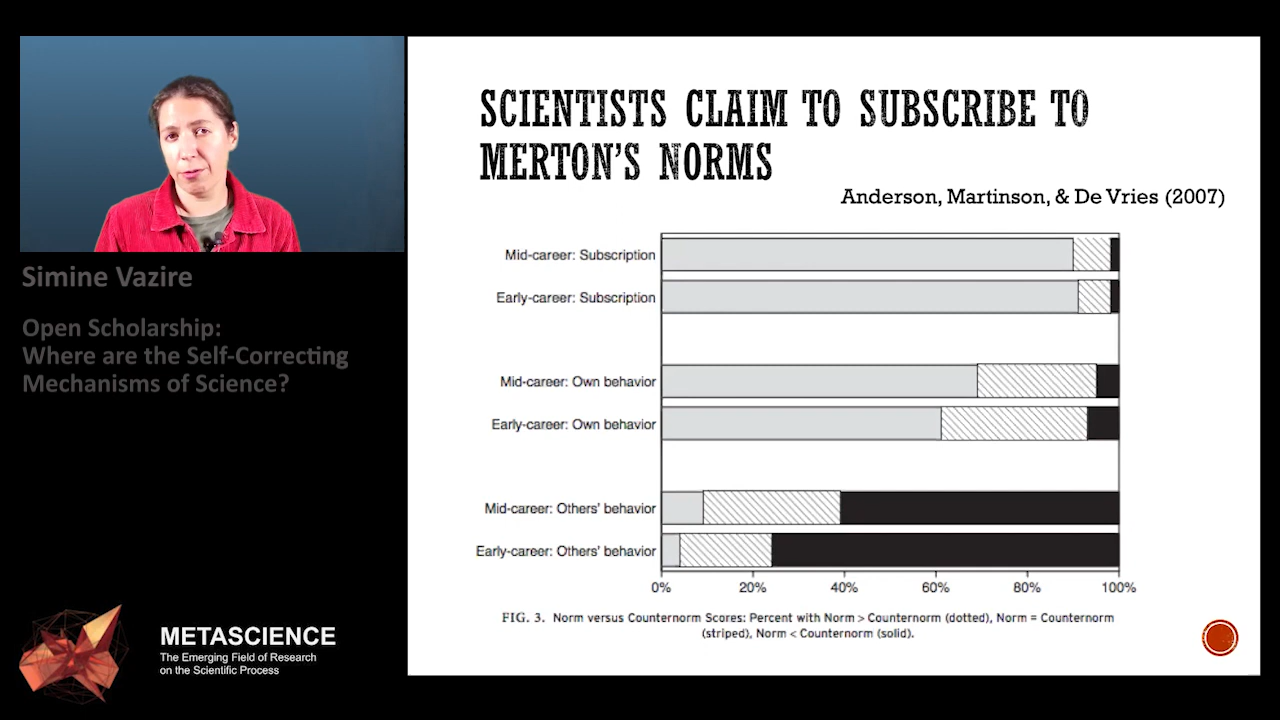 SCIENTISTS CLAIM TO SUBSCRIBE TO
MERTON'S NORMS
Anderson, Martinson, & De Vries (2007)
Simine Vazire
Open Scholarship:
Where are the Self-Correcting
Mechanisms of Science?
Mid-career: Subscription
Early-career: Subscription
Mid-career: Own behavior
Early-career: Own behavior
Mid-career: Others' behavior
Early-career: Others' behavior
0% 20% 40% 60% 80% 100%
FIG. 3. Norm versus Counternorm Scores: Percent with Norm > Counternorm (dotted), Norm = Counternorm
(striped), Norm < Counternorm (solid).
METASCIENCE
The Emerging Field of Research
on the Scientific Process